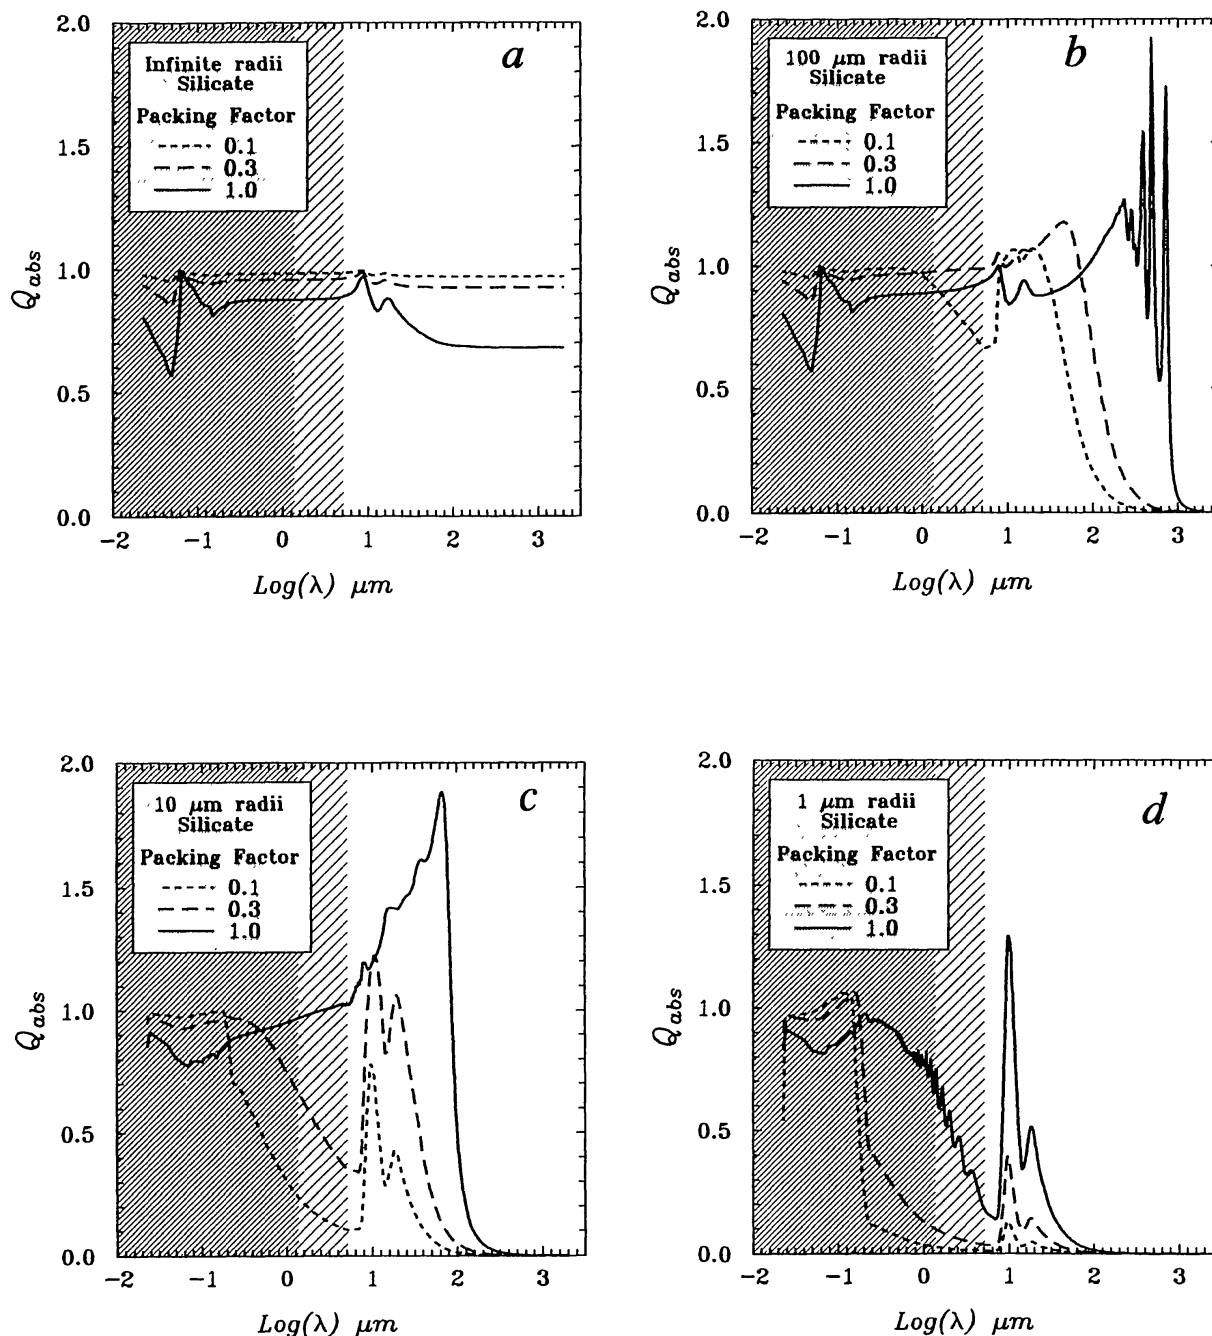 a
2.0
1.5
1.0
0.5
0.0
Q abs
Infinite radii
Silicate
Packing Factor
0.1
0.3
1.0
-2 -1 0 1 2 3
Log(λ) μm
b
2.0
1.5
1.0
0.5
0.0
Q abs
100 μm radii
Silicate
Packing Factor
0.1
0.3
1.0
-2 -1 0 1 2 3
Log(λ) μm
c
2.0
1.5
1.0
0.5
0.0
Q abs
10 μm radii
Silicate
Packing Factor
0.1
0.3
1.0
-2 -1 0 1 2 3
Log(λ) μm
d
2.0
1.5
1.0
0.5
0.0
Q abs
1 μm radii
Silicate
Packing Factor
0.1
0.3
1.0
-2 -1 0 1 2 3
Log(λ) μm